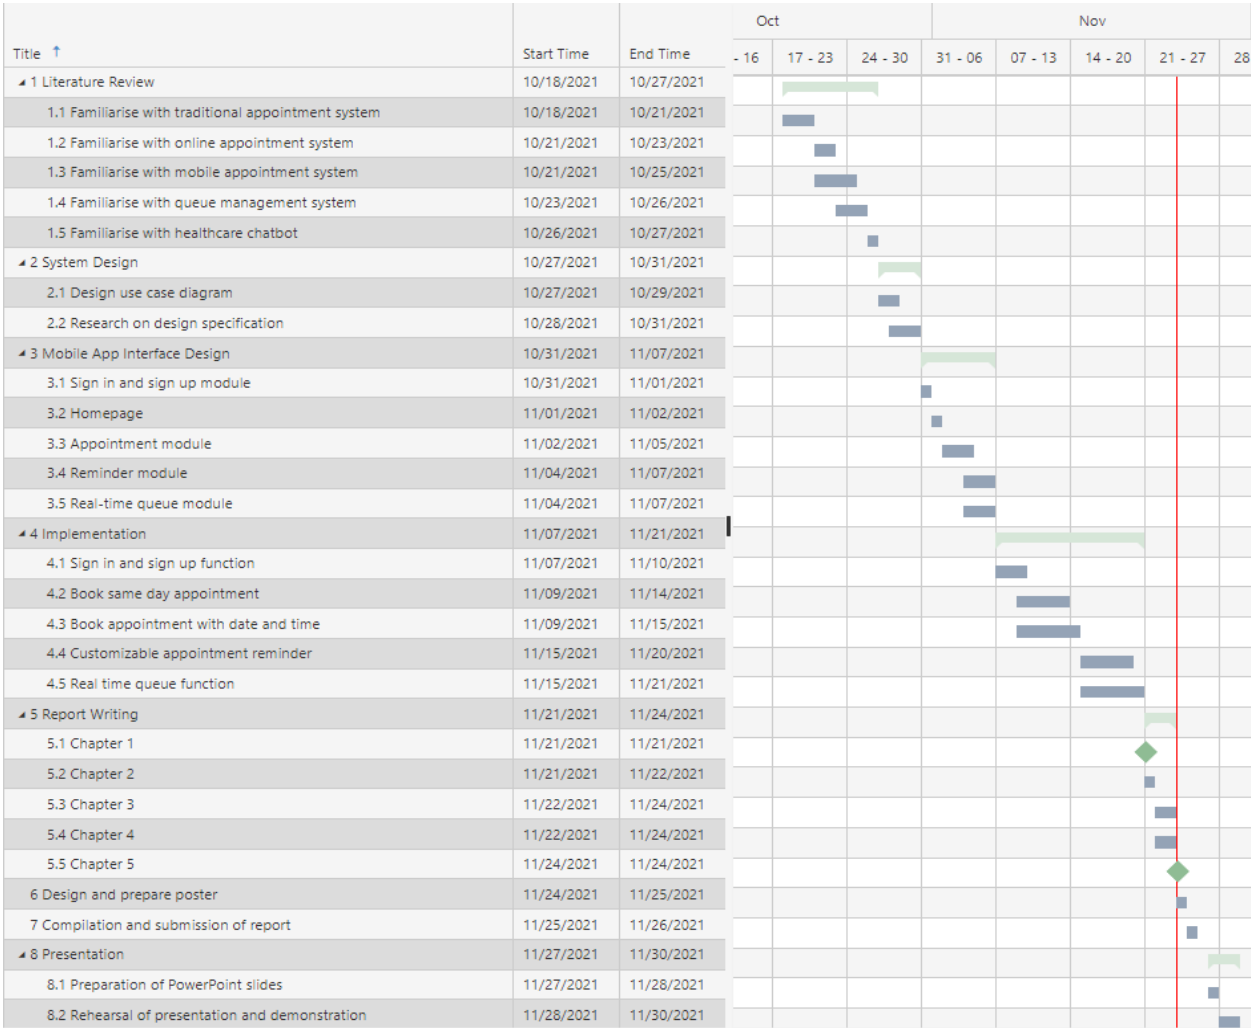 Oct Nov
Title ↑ Start Time End Time - 16 17 - 23 24 - 30 31 - 06 07 - 13 14 - 20 21 - 27 28
1 Literature Review 10/18/2021 10/27/2021
1.1 Familiarise with traditional appointment system 10/18/2021 10/21/2021
1.2 Familiarise with online appointment system 10/21/2021 10/23/2021
1.3 Familiarise with mobile appointment system 10/21/2021 10/25/2021
1.4 Familiarise with queue management system 10/23/2021 10/26/2021
1.5 Familiarise with healthcare chatbot 10/26/2021 10/27/2021
2 System Design 10/27/2021 10/31/2021
2.1 Design use case diagram 10/27/2021 10/29/2021
2.2 Research on design specification 10/28/2021 10/31/2021
3 Mobile App Interface Design 10/31/2021 11/07/2021
3.1 Sign in and sign up module 10/31/2021 11/01/2021
3.2 Homepage 11/01/2021 11/02/2021
3.3 Appointment module 11/02/2021 11/05/2021
3.4 Reminder module 11/04/2021 11/07/2021
3.5 Real-time queue module 11/04/2021 11/07/2021
4 Implementation 11/07/2021 11/21/2021
4.1 Sign in and sign up function 11/07/2021 11/10/2021
4.2 Book same day appointment 11/09/2021 11/14/2021
4.3 Book appointment with date and time 11/09/2021 11/15/2021
4.4 Customizable appointment reminder 11/15/2021 11/20/2021
4.5 Real time queue function 11/15/2021 11/21/2021
5 Report Writing 11/21/2021 11/24/2021
5.1 Chapter 1 11/21/2021 11/21/2021
5.2 Chapter 2 11/21/2021 11/22/2021
5.3 Chapter 3 11/22/2021 11/24/2021
5.4 Chapter 4 11/22/2021 11/24/2021
5.5 Chapter 5 11/24/2021 11/24/2021
6 Design and prepare poster 11/24/2021 11/25/2021
7 Compilation and submission of report 11/25/2021 11/26/2021
8 Presentation 11/27/2021 11/30/2021
8.1 Preparation of PowerPoint slides 11/27/2021 11/28/2021
8.2 Rehearsal of presentation and demonstration 11/28/2021 11/30/2021